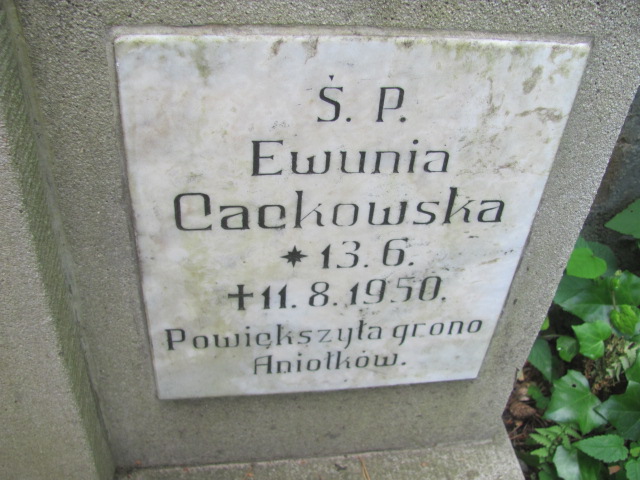 Ś. P.
Ewunia
Cackowska
* 13. 6.
✝ 11. 8. 1950.
Powiększyła grono
Aniołków.